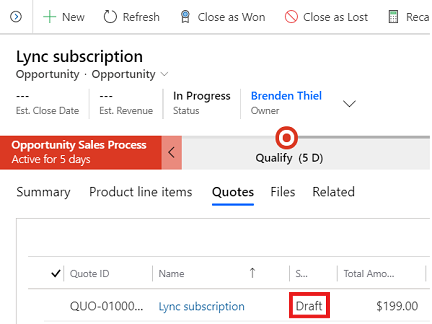 New Refresh Close as Won Close as Lost Reca
Lync subscription
Opportunity · Opportunity
--- --- In Progress Brenden Thiel
Est. Close Date Est. Revenue Status Owner
Opportunity Sales Process
Active for 5 days
Qualify (5 D)
Summary Product line items Quotes Files Related
Quote ID Name S... Total Amo...
QUO-01000... Lync subscription Draft $199.00